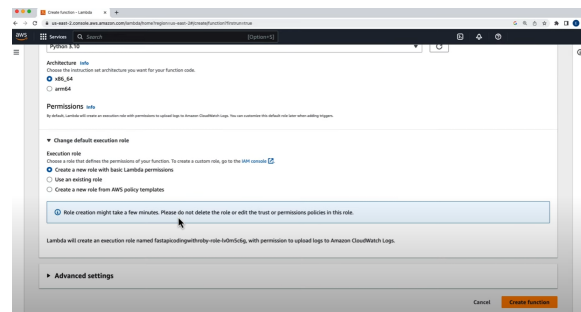 Create function - Lambda
us-east-2.console.aws.amazon.com/lambda/home?region=us-east-2#/create/function?firstrun=true
aws
Services
Search
[Option+S]
Python 3.10
Architecture Info
Choose the instruction set architecture you want for your function code.
x86_64
arm64
Permissions Info
By default, Lambda will create an execution role with permissions to upload logs to Amazon CloudWatch Logs. You can customize this default role later when adding triggers.
Change default execution role
Execution role
Choose a role that defines the permissions of your function. To create a custom role, go to the IAM console.
Create a new role with basic Lambda permissions
Use an existing role
Create a new role from AWS policy templates
Role creation might take a few minutes. Please do not delete the role or edit the trust or permissions policies in this role.
Lambda will create an execution role named fastapicodingwithroby-role-lv0m5c6g, with permission to upload logs to Amazon CloudWatch Logs.
Advanced settings
Cancel
Create function